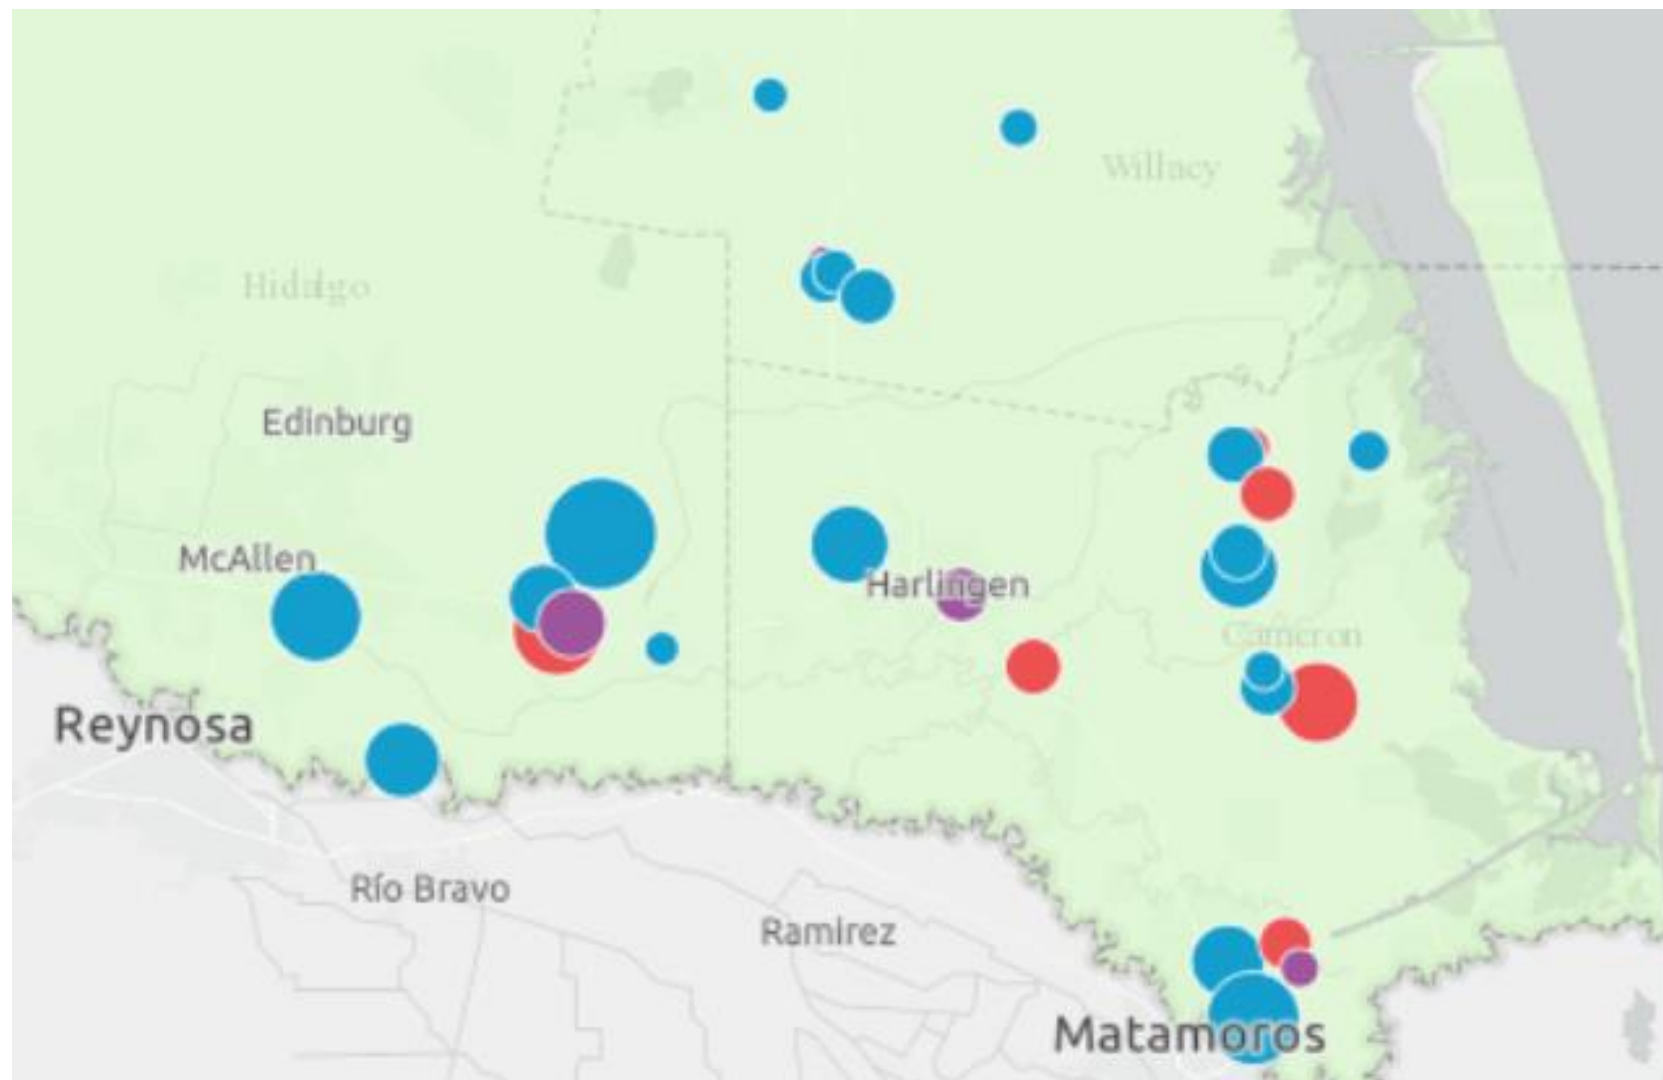 Willacy
Hidalgo
Edinburg
McAllen
Harlingen
Cameron
Reynosa
Río Bravo
Ramirez
Matamoros